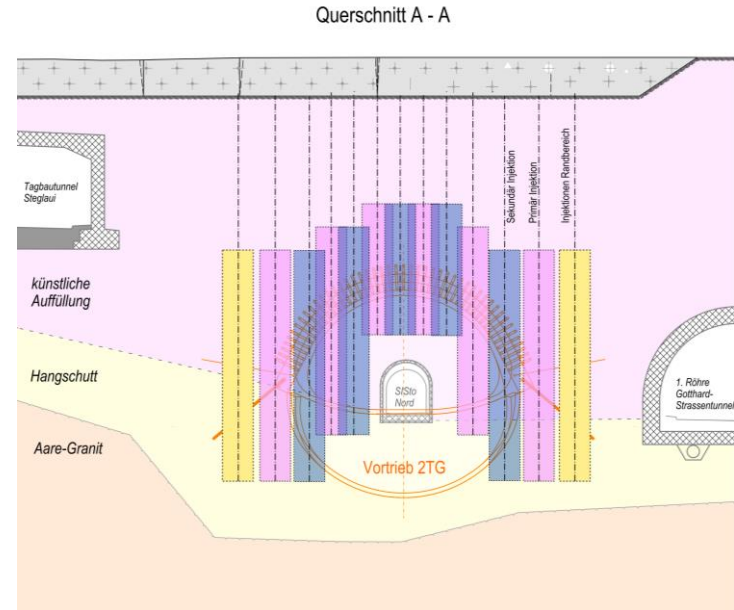 Querschnitt A - A
Sekundär Injektion
Primär Injektion
Injektionen Randbereich
Tagbautunnel
Steglaui
künstliche
Auffüllung
Hangschutt
Aare-Granit
SiSto
Nord
Vortrieb 2TG
1. Röhre
Gotthard-
Strassentunnel